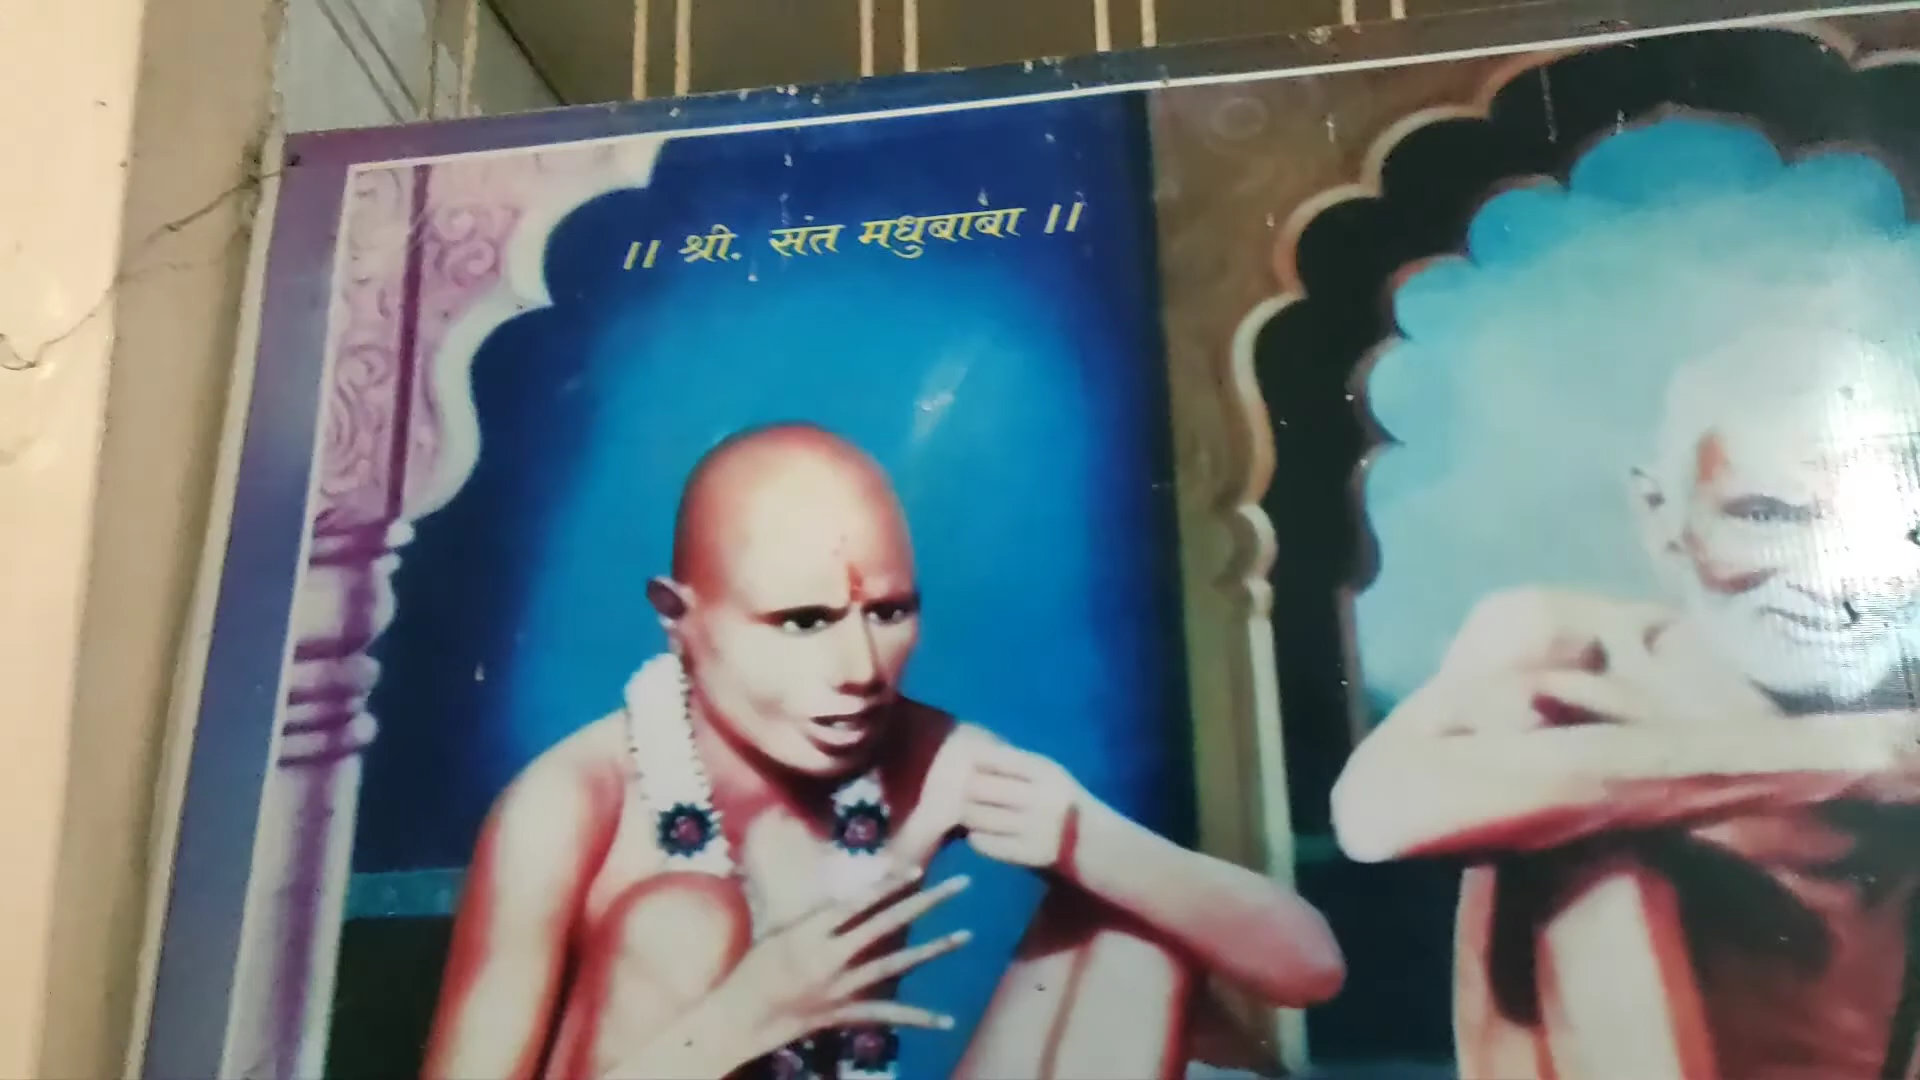 ॥ श्री. संत मधुबाबा ॥